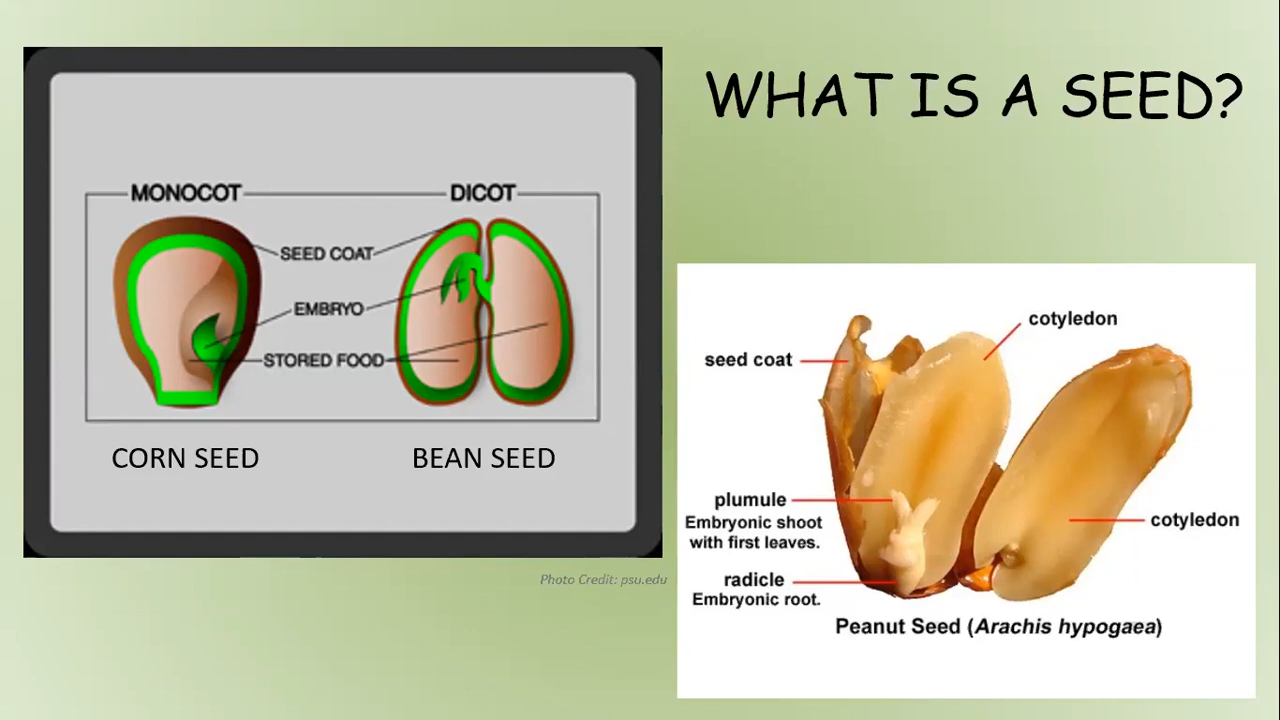 WHAT IS A SEED?
MONOCOT
DICOT
SEED COAT
EMBRYO
STORED FOOD
CORN SEED
BEAN SEED
Photo Credit: psu.edu
cotyledon
seed coat
plumule
Embryonic shoot
with first leaves.
cotyledon
radicle
Embryonic root.
Peanut Seed (Arachis hypogaea)